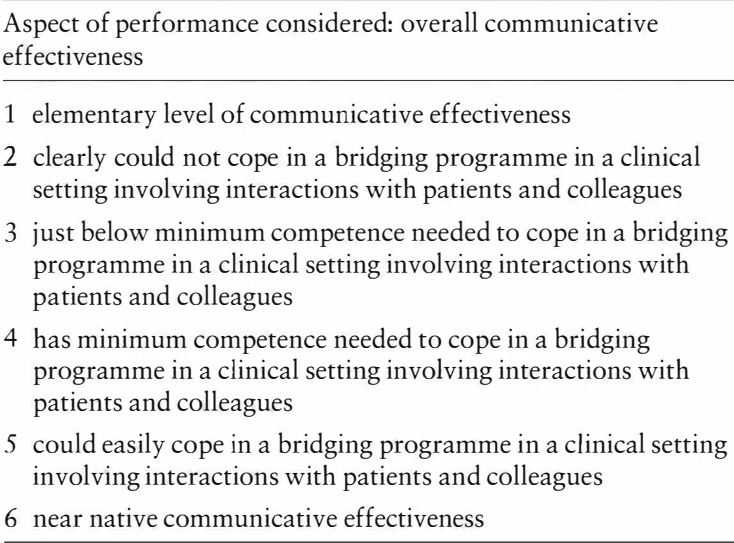 Aspect of performance considered: overall communicative
effectiveness
1 elementary level of communicative effectiveness
2 clearly could not cope in a bridging programme in a clinical
setting involving interactions with patients and colleagues
3 just below minimum competence needed to cope in a bridging
programme in a clinical setting involving interactions with
patients and colleagues
4 has minimum competence needed to cope in a bridging
programme in a clinical setting involving interactions with
patients and colleagues
5 could easily cope in a bridging programme in a clinical setting
involving interactions with patients and colleagues
6 near native communicative effectiveness